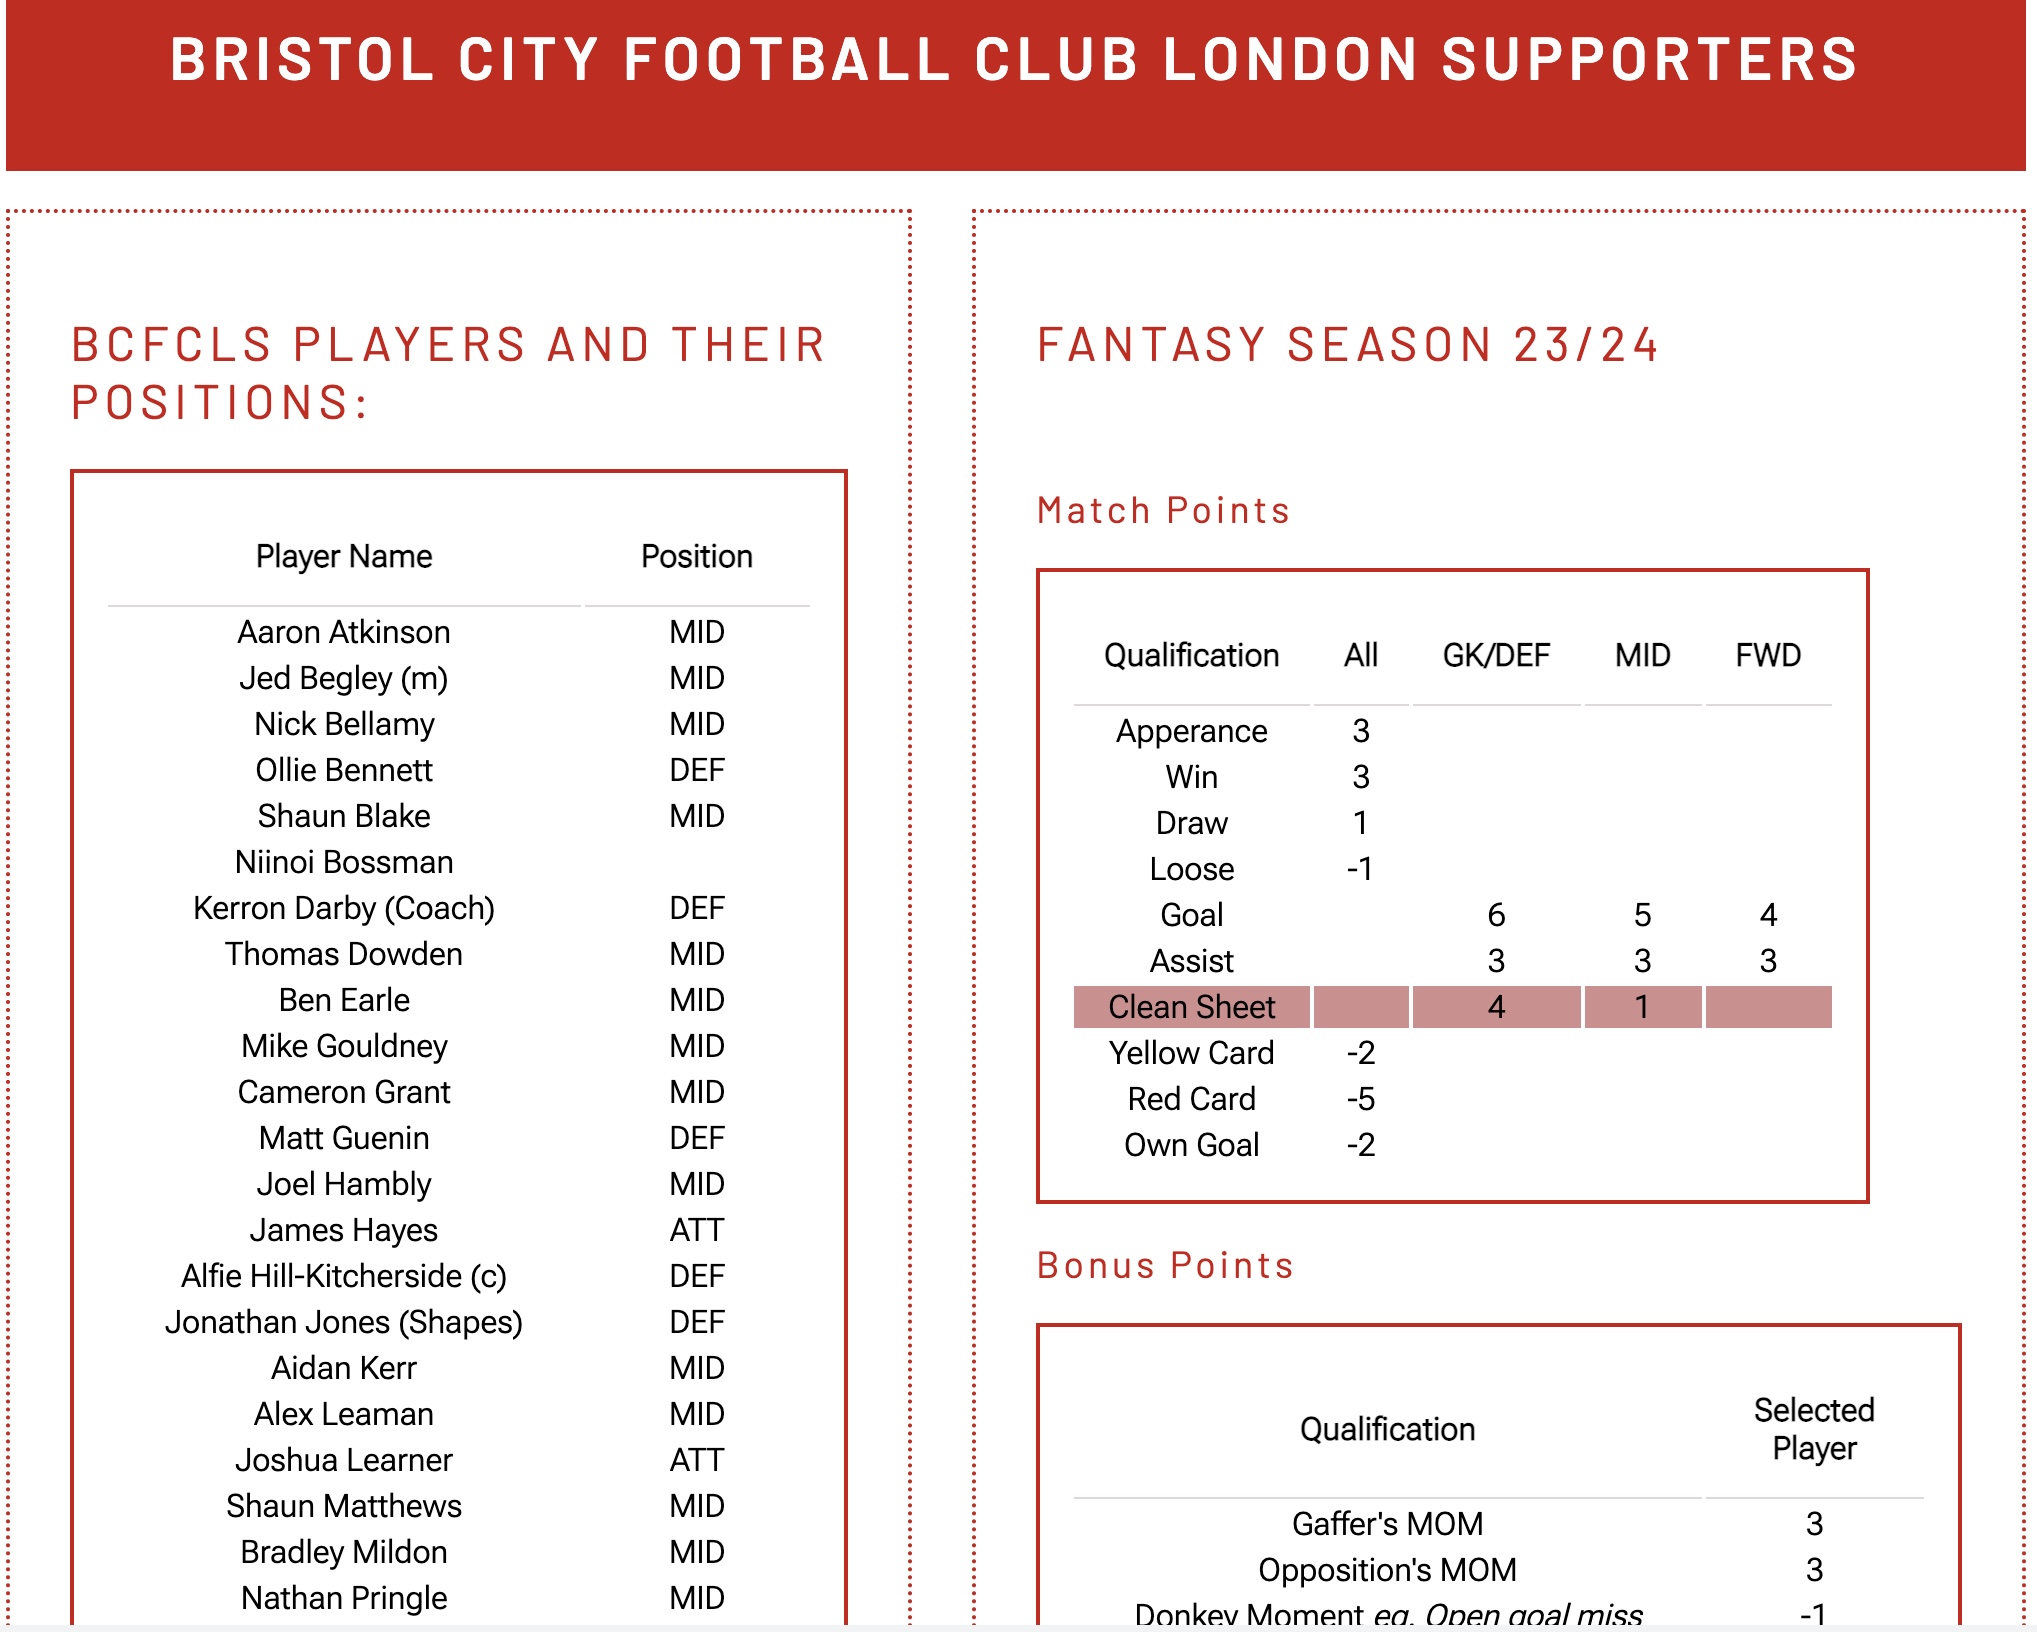 BRISTOL CITY FOOTBALL CLUB LONDON SUPPORTERS
BCFCLS PLAYERS AND THEIR
POSITIONS:
Player Name Position
Aaron Atkinson MID
Jed Begley (m) MID
Nick Bellamy MID
Ollie Bennett DEF
Shaun Blake MID
Niinoi Bossman
Kerron Darby (Coach) DEF
Thomas Dowden MID
Ben Earle MID
Mike Gouldney MID
Cameron Grant MID
Matt Guenin DEF
Joel Hambly MID
James Hayes ATT
Alfie Hill-Kitcherside (c) DEF
Jonathan Jones (Shapes) DEF
Aidan Kerr MID
Alex Leaman MID
Joshua Learner ATT
Shaun Matthews MID
Bradley Mildon MID
Nathan Pringle MID
FANTASY SEASON 23/24
Match Points
Qualification All GK/DEF MID FWD
Apperance 3
Win 3
Draw 1
Loose -1
Goal 6 5 4
Assist 3 3 3
Clean Sheet 4 1
Yellow Card -2
Red Card -5
Own Goal -2
Bonus Points
Qualification Selected Player
Gaffer's MOM 3
Opposition's MOM 3
Donkey Moment eg. Open goal miss -1